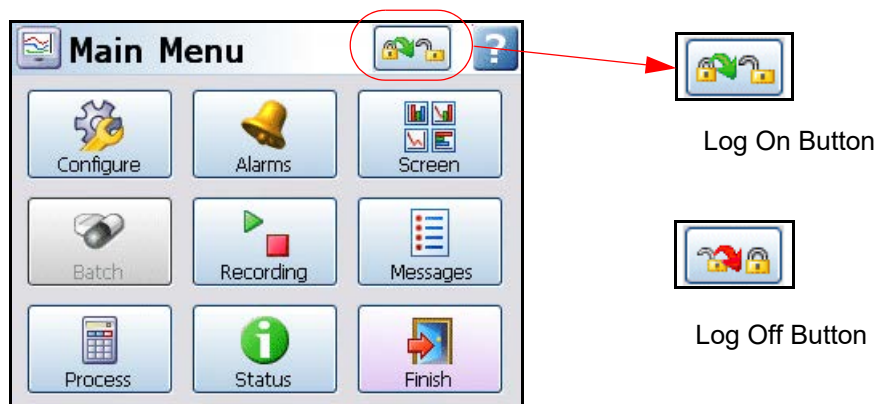 Main Menu
?
Log On Button
Configure
Alarms
Screen
Batch
Recording
Messages
Log Off Button
Process
Status
Finish